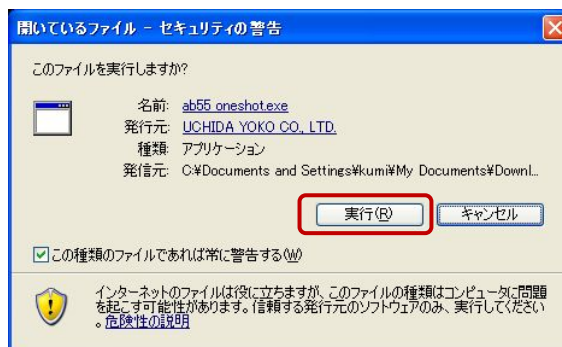 開いているファイル - セキュリティの警告
このファイルを実行しますか?
名前: ab55 oneshot.exe
発行元: UCHIDA YOKO CO., LTD.
種類: アプリケーション
発信元: C:¥Documents and Settings¥kumi¥My Documents¥Downl...
実行(R) キャンセル
この種類のファイルであれば常に警告する(W)
インターネットのファイルは役に立ちますが、このファイルの種類はコンピュータに問題
を起こす可能性があります。信頼する発行元のソフトウェアのみ、実行してください
。危険性の説明